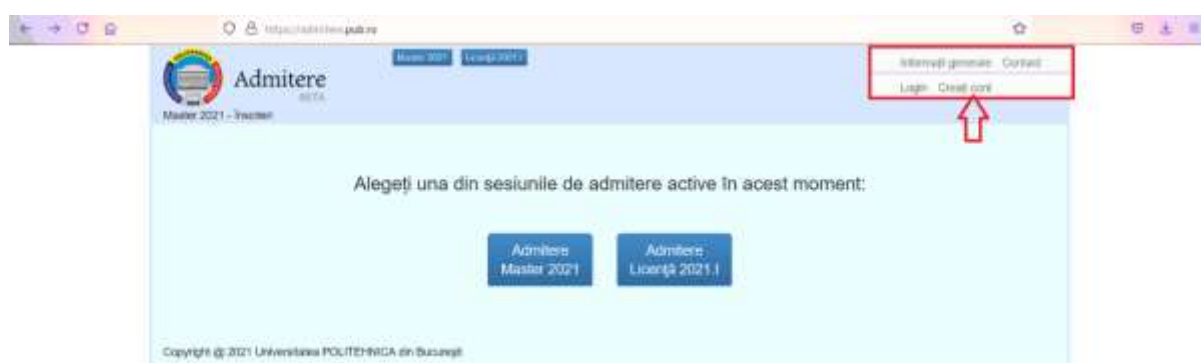 https://admitere.pub.ro
Master 2021 Licență 2021.I
Informații generale Contact
Admitere
BETA
Login Creați cont
Master 2021 - Înscrieri
Alegeți una din sesiunile de admitere active în acest moment:
Admitere
Master 2021
Admitere
Licență 2021.I
Copyright @ 2021 Universitatea POLITEHNICA din București